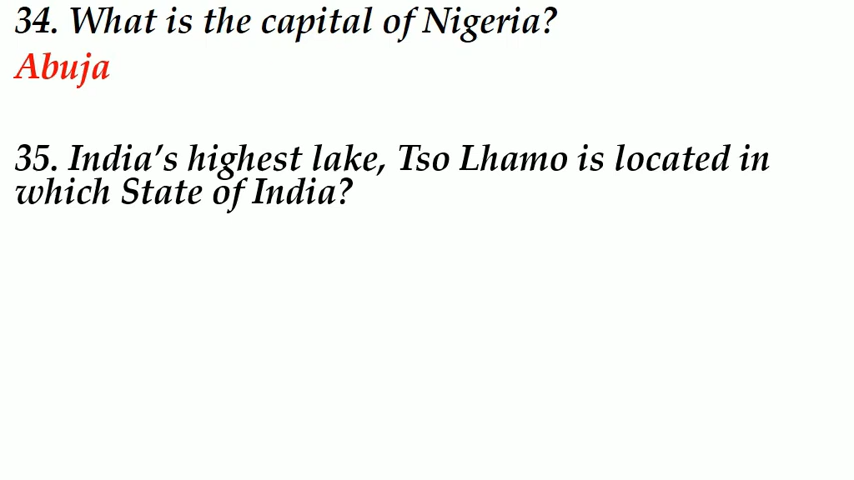 34. What is the capital of Nigeria?
Abuja
35. India's highest lake, Tso Lhamo is located in
which State of India?